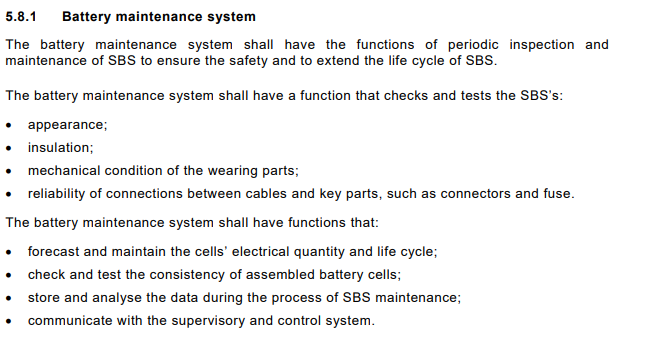 5.8.1 Battery maintenance system
The battery maintenance system shall have the functions of periodic inspection and
maintenance of SBS to ensure the safety and to extend the life cycle of SBS.
The battery maintenance system shall have a function that checks and tests the SBS's:
• appearance;
• insulation;
• mechanical condition of the wearing parts;
• reliability of connections between cables and key parts, such as connectors and fuse.
The battery maintenance system shall have functions that:
• forecast and maintain the cells' electrical quantity and life cycle;
• check and test the consistency of assembled battery cells;
• store and analyse the data during the process of SBS maintenance;
• communicate with the supervisory and control system.